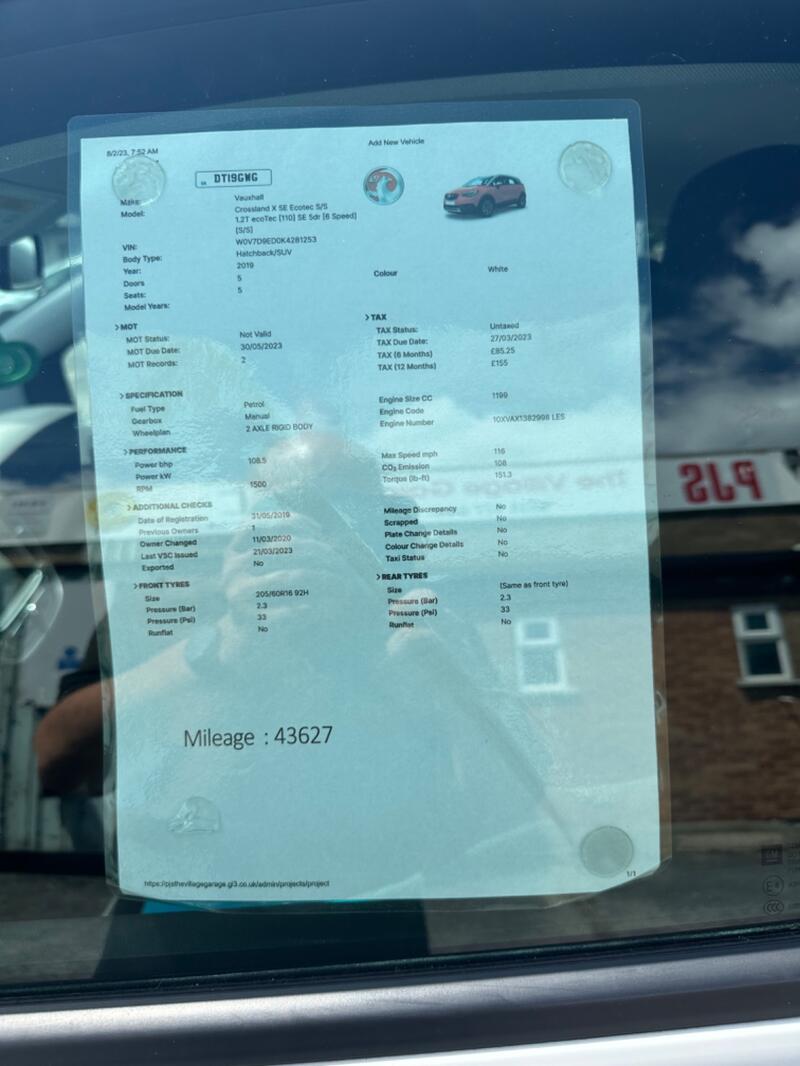 8/2/23, 7:52 AM
Add New Vehicle
DT19GWG
Make: Vauxhall
Model: Crossland X SE Ecotec S/S
1.2T ecoTec [110] SE 5dr [6 Speed]
[S/S]
VIN: W0V7D9ED0K4281253
Body Type: Hatchback/SUV
Year: 2019
Doors 5
Seats: 5
Model Years:
Colour White
> MOT
MOT Status: Not Valid
MOT Due Date: 30/05/2023
MOT Records: 2
> TAX
TAX Status: Untaxed
TAX Due Date: 27/03/2023
TAX (6 Months) £85.25
TAX (12 Months) £155
> SPECIFICATION
Fuel Type Petrol
Gearbox Manual
Wheelplan 2 AXLE RIGID BODY
Engine Size CC 1199
Engine Code
Engine Number 10XVAX1382998 LES
> PERFORMANCE
Power bhp 108.5
Power kW
RPM 1500
Max Speed mph 116
CO₂ Emission 108
Torque (lb-ft) 151.3
> ADDITIONAL CHECKS
Date of Registration 31/05/2019
Previous Owners 1
Owner Changed 11/03/2020
Last V5C Issued 21/03/2023
Exported No
Mileage Discrepancy No
Scrapped No
Plate Change Details No
Colour Change Details No
Taxi Status No
> FRONT TYRES
Size 205/60R16 92H
Pressure (Bar) 2.3
Pressure (Psi) 33
Runflat No
> REAR TYRES
Size (Same as front tyre)
Pressure (Bar) 2.3
Pressure (Psi) 33
Runflat No
Mileage : 43627
https://pjsthevillagegarage.gl3.co.uk/admin/projects/project
1/1
PJS
GM